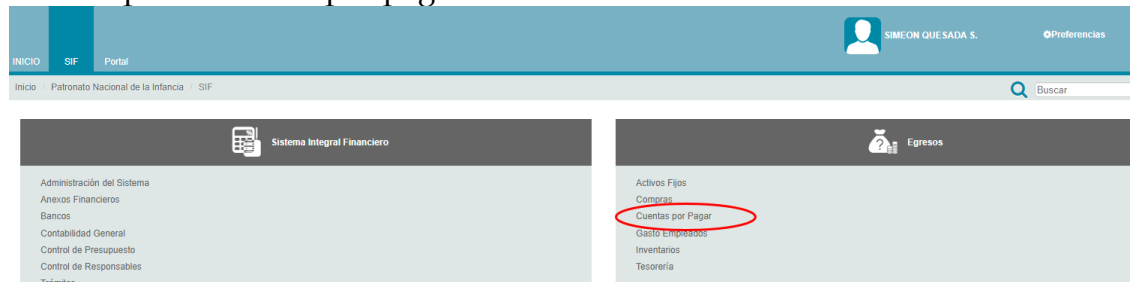 SIMEON QUESADA S.
Preferencias
INICIO SIF Portal
Inicio / Patronato Nacional de la Infancia / SIF
Buscar
Sistema Integral Financiero
Administración del Sistema
Anexos Financieros
Bancos
Contabilidad General
Control de Presupuesto
Control de Responsables
Trámites
Egresos
Activos Fijos
Compras
Cuentas por Pagar
Gasto Empleados
Inventarios
Tesorería